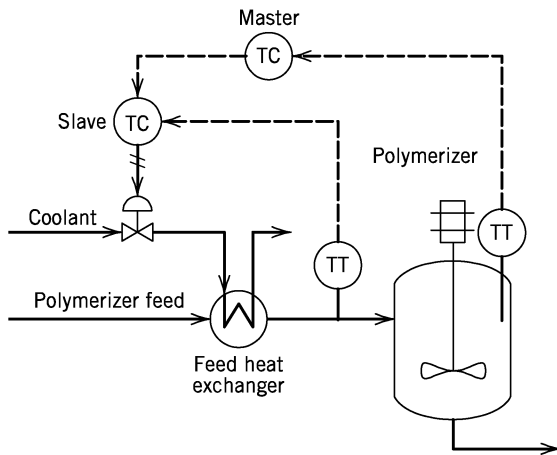 Master
TC
Slave
TC
Polymerizer
Coolant
TT
TT
Polymerizer feed
Feed heat
exchanger